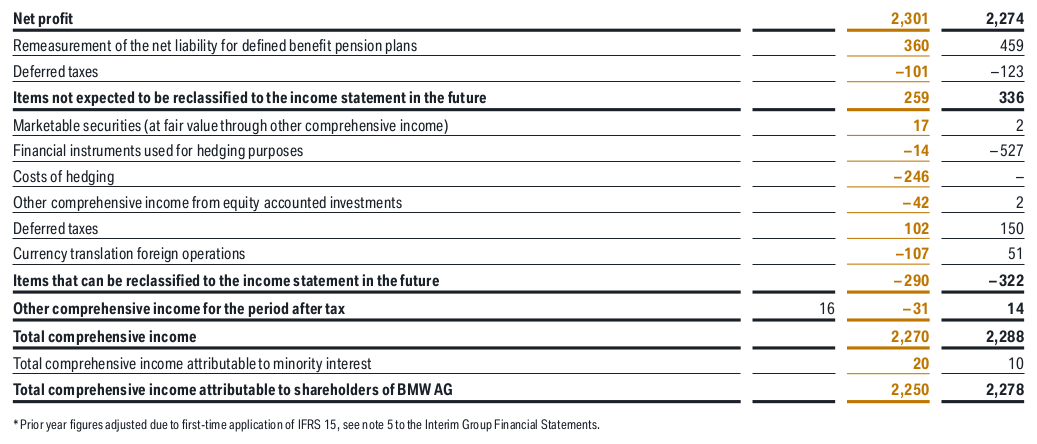 Net profit 2,301 2,274
Remeasurement of the net liability for defined benefit pension plans 360 459
Deferred taxes –101 –123
Items not expected to be reclassified to the income statement in the future 259 336
Marketable securities (at fair value through other comprehensive income) 17 2
Financial instruments used for hedging purposes –14 –527
Costs of hedging –246 –
Other comprehensive income from equity accounted investments –42 2
Deferred taxes 102 150
Currency translation foreign operations –107 51
Items that can be reclassified to the income statement in the future –290 –322
Other comprehensive income for the period after tax 16 –31 14
Total comprehensive income 2,270 2,288
Total comprehensive income attributable to minority interest 20 10
Total comprehensive income attributable to shareholders of BMW AG 2,250 2,278
* Prior year figures adjusted due to first-time application of IFRS 15, see note 5 to the Interim Group Financial Statements.